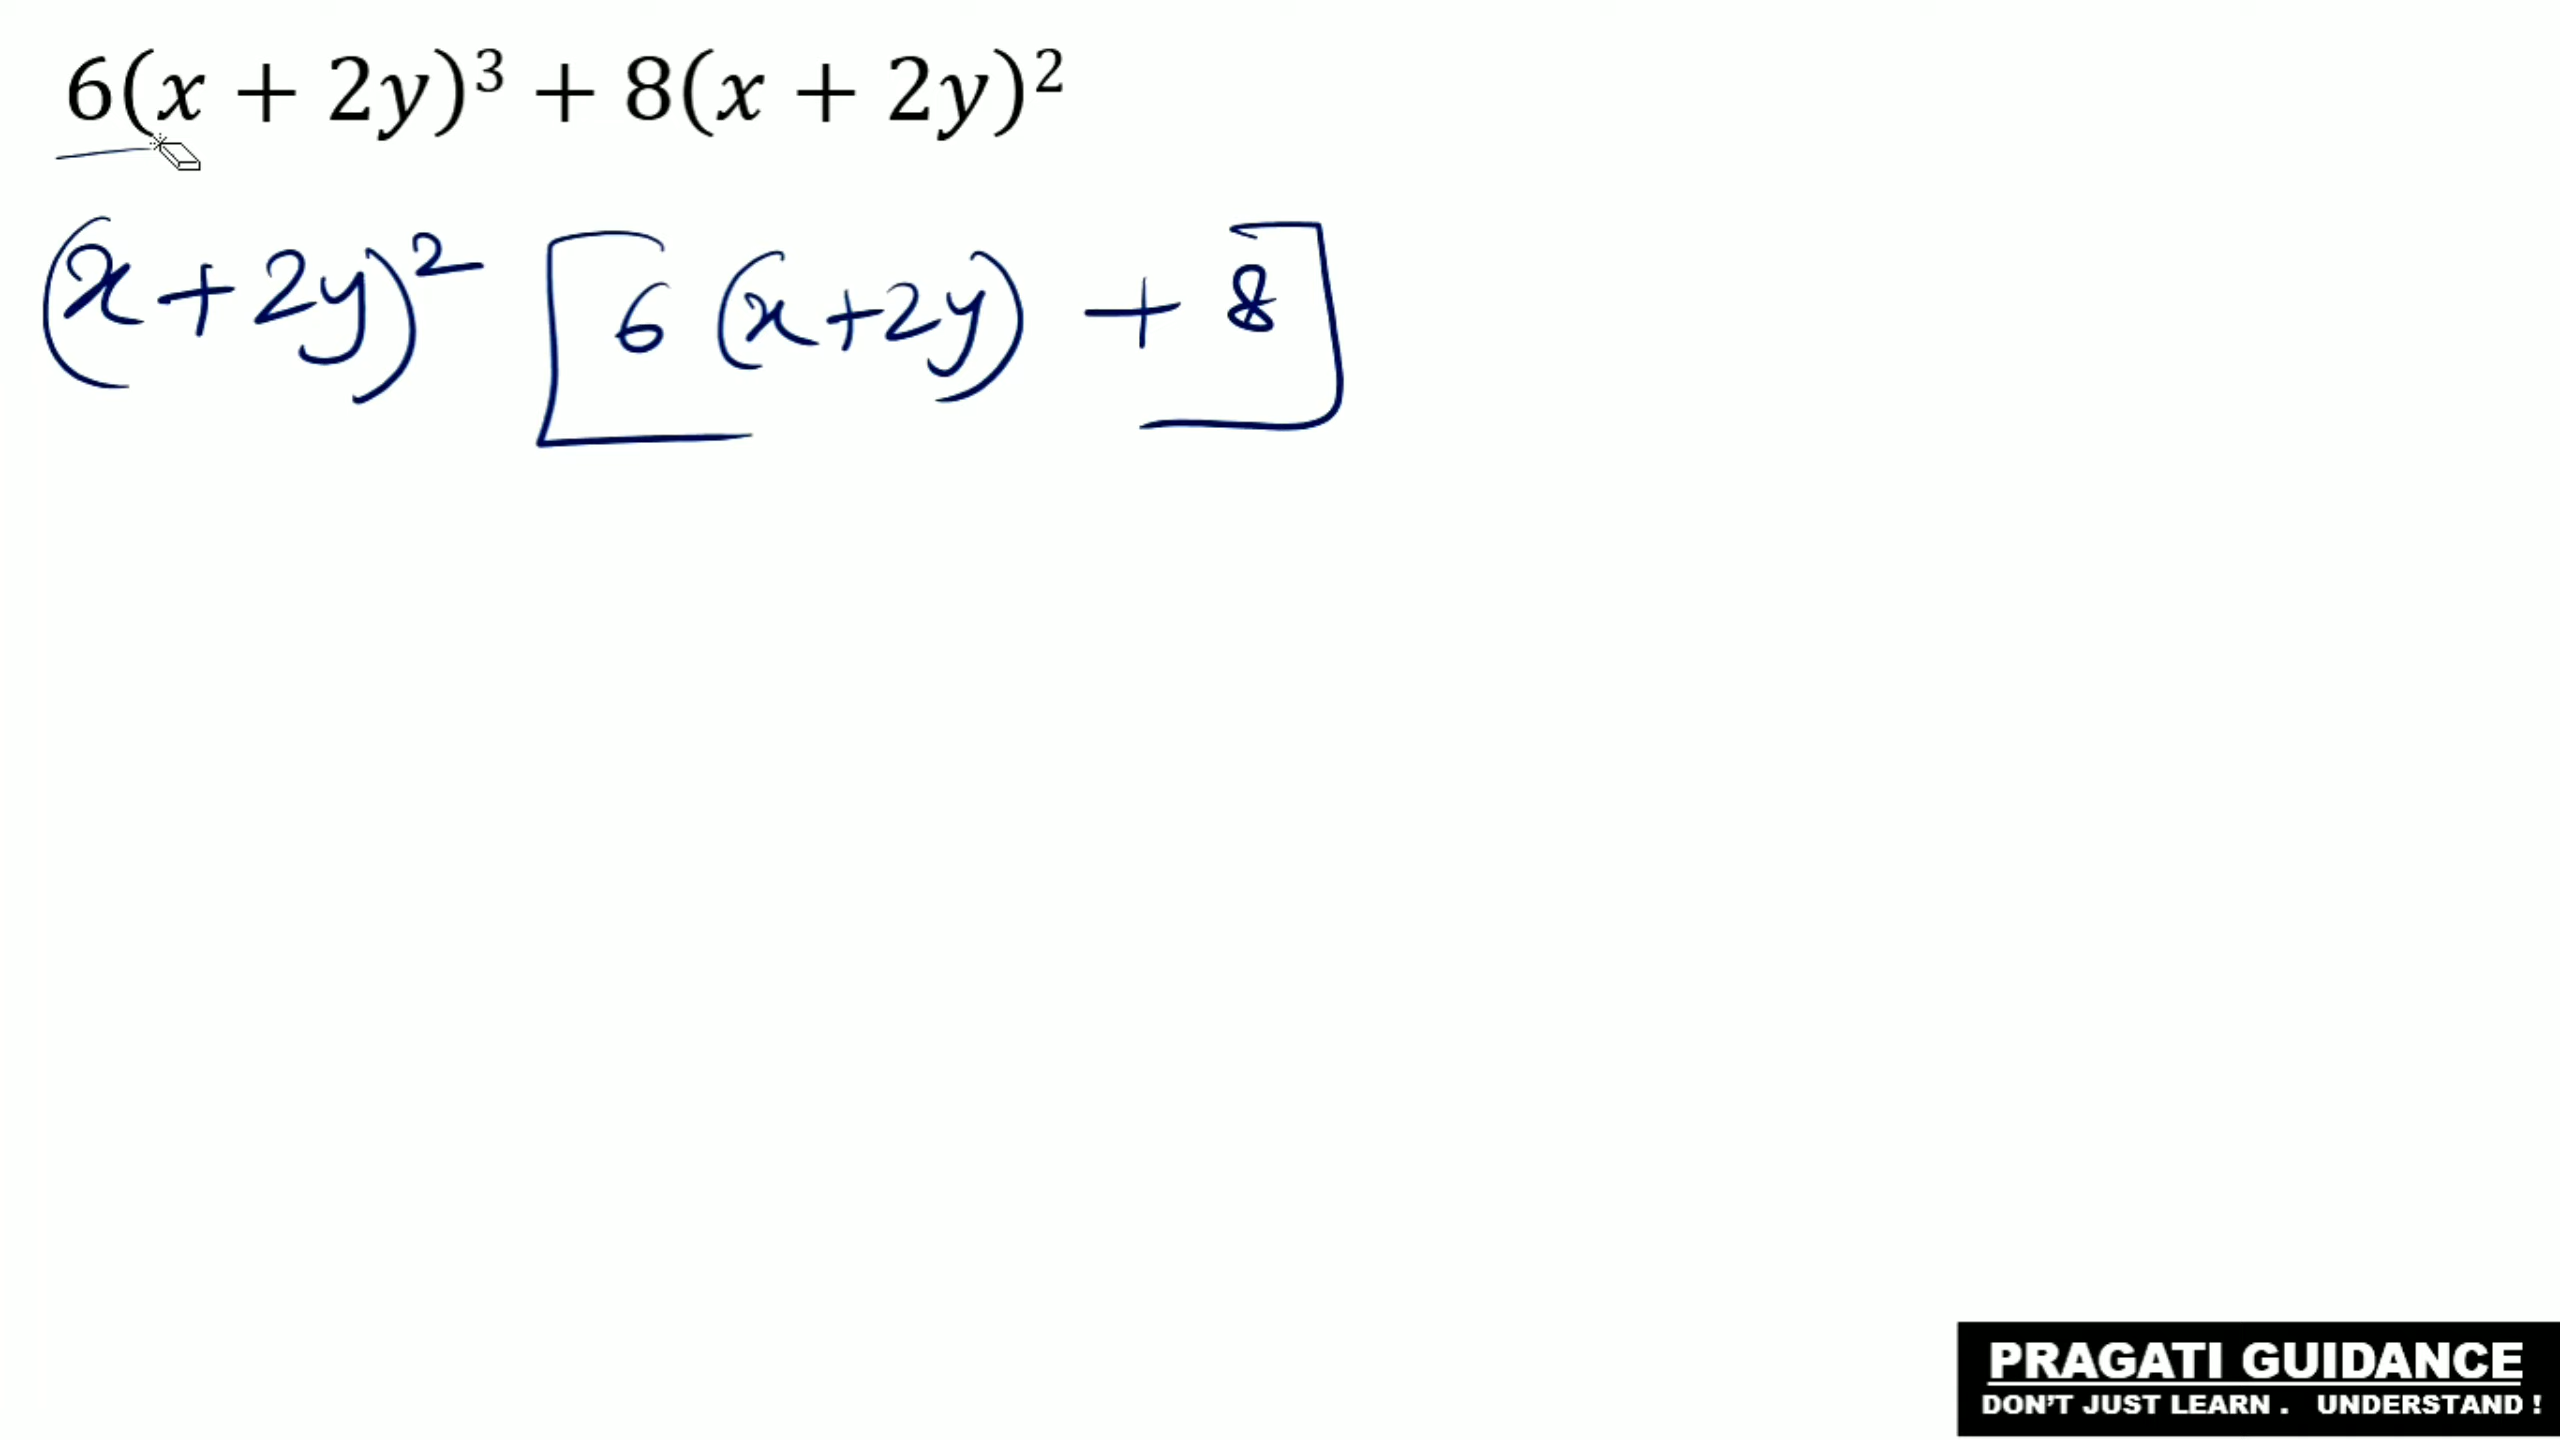 6(x + 2y)³ + 8(x + 2y)²
(x+2y)² [6 (x+2y) + 8]
PRAGATI GUIDANCE
DON'T JUST LEARN . UNDERSTAND !